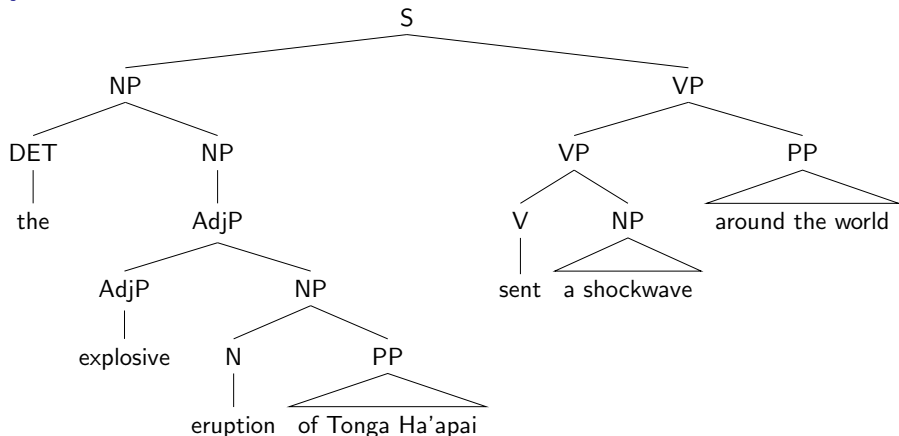 S
NP VP
DET NP VP PP
the AdjP V NP around the world
AdjP NP sent a shockwave
explosive N PP
eruption of Tonga Ha'apai